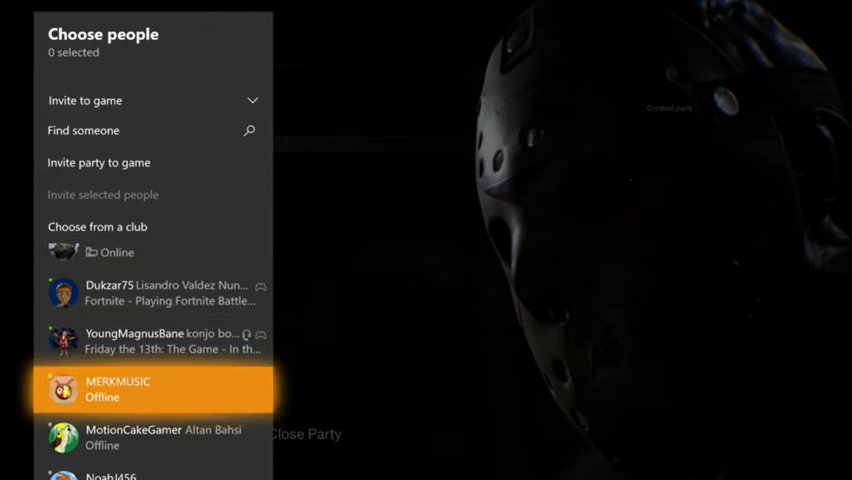 Choose people
0 selected
Invite to game
Find someone
Invite party to game
Invite selected people
Choose from a club
Online
Dukzar75 Lisandro Valdez Nun...
Fortnite - Playing Fortnite Battle...
YoungMagnusBane konjo bo...
Friday the 13th: The Game - In th...
MERKMUSIC
Offline
MotionCakeGamer Altan Bahsi
Offline
NoahJ456
Created party
Close Party